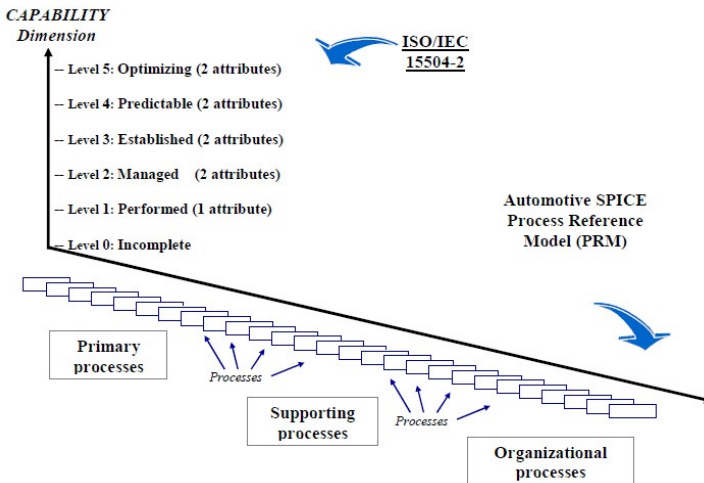 CAPABILITY
Dimension
ISO/IEC
15504-2
-- Level 5: Optimizing (2 attributes)
-- Level 4: Predictable (2 attributes)
-- Level 3: Established (2 attributes)
-- Level 2: Managed (2 attributes)
-- Level 1: Performed (1 attribute)
-- Level 0: Incomplete
Automotive SPICE
Process Reference
Model (PRM)
Primary
processes
Processes
Supporting
processes
Processes
Organizational
processes